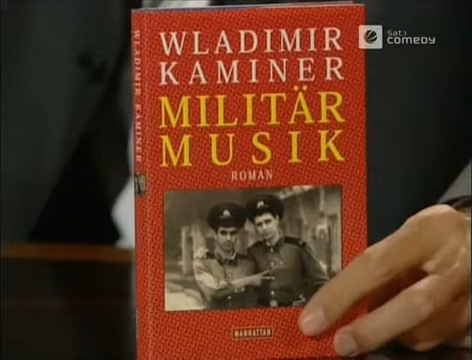 Sat.1
comedy
WLADIMIR
KAMINER
MILITÄR
MUSIK
ROMAN
MANHATTAN
WLADIMIR KAMINER